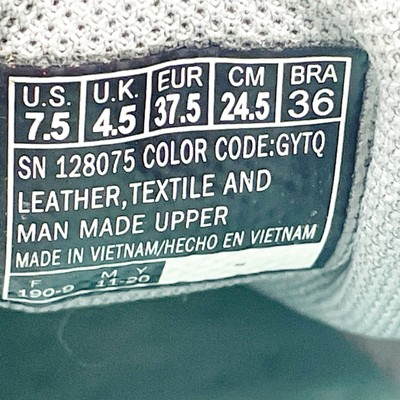 U.S. U.K. EUR CM BRA
7.5 4.5 37.5 24.5 36
SN 128075 COLOR CODE:GYTQ
LEATHER,TEXTILE AND
MAN MADE UPPER
MADE IN VIETNAM/HECHO EN VIETNAM
F M Y
190-9 11-20